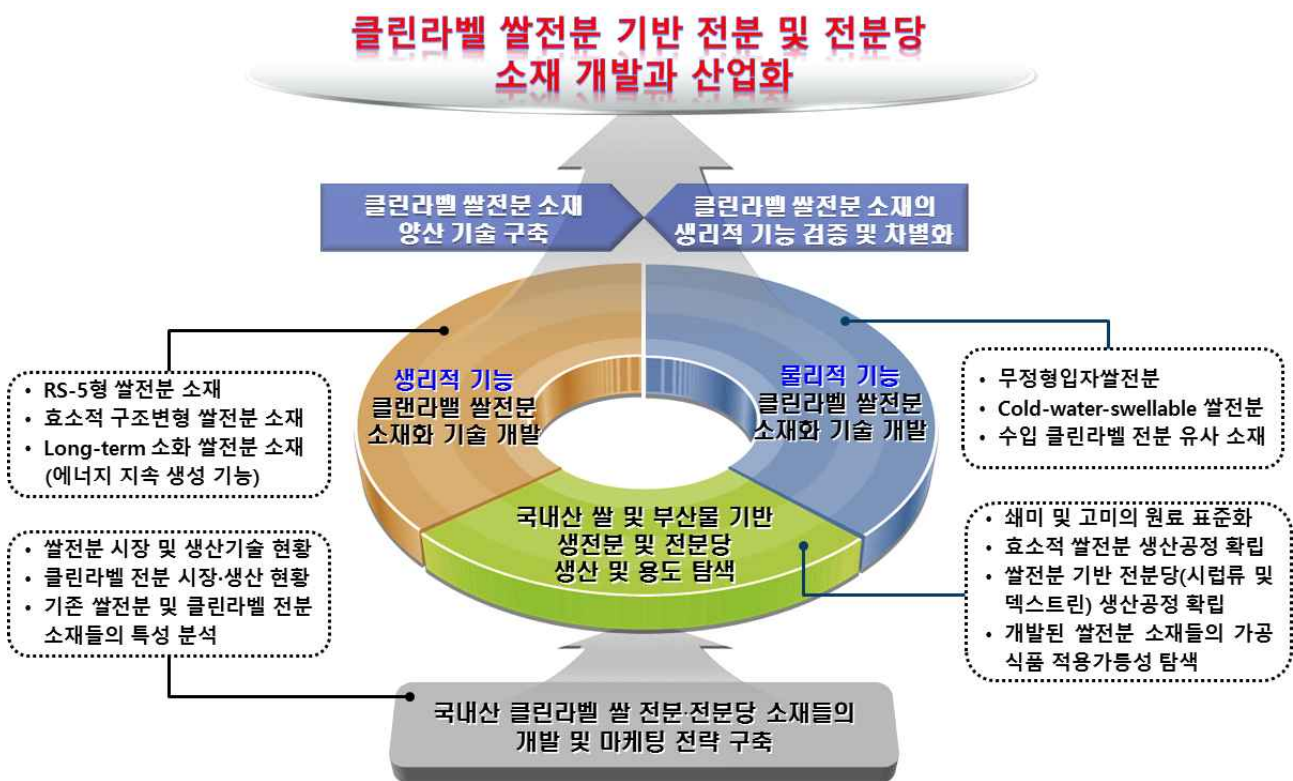 클린라벨 쌀전분 기반 전분 및 전분당
소재 개발과 산업화
클린라벨 쌀전분 소재
양산 기술 구축
클린라벨 쌀전분 소재의
생리적 기능 검증 및 차별화
생리적 기능
클랜라밸 쌀전분
소재화 기술 개발
물리적 기능
클린라벨 쌀전분
소재화 기술 개발
• RS-5형 쌀전분 소재
• 효소적 구조변형 쌀전분 소재
• Long-term 소화 쌀전분 소재
(에너지 지속 생성 기능)
• 무정형입자쌀전분
• Cold-water-swellable 쌀전분
• 수입 클린라벨 전분 유사 소재
국내산 쌀 및 부산물 기반
생전분 및 전분당
생산 및 용도 탐색
• 쌀전분 시장 및 생산기술 현황
• 클린라벨 전분 시장·생산 현황
• 기존 쌀전분 및 클린라벨 전분
소재들의 특성 분석
• 쇄미 및 고미의 원료 표준화
• 효소적 쌀전분 생산공정 확립
• 쌀전분 기반 전분당(시럽류 및
덱스트린) 생산공정 확립
• 개발된 쌀전분 소재들의 가공
식품 적용가릉성 탐색
국내산 클린라벨 쌀 전분·전분당 소재들의
개발 및 마케팅 전략 구축